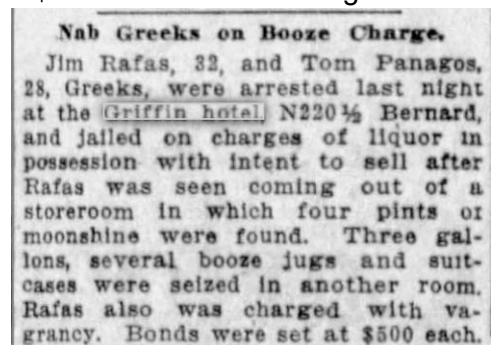 Nab Greeks on Booze Charge.
Jim Rafas, 32, and Tom Panagos,
28, Greeks, were arrested last night
at the Griffin hotel, N220½ Bernard,
and jailed on charges of liquor in
possession with intent to sell after
Rafas was seen coming out of a
storeroom in which four pints or
moonshine were found. Three gal-
lons, several booze jugs and suit-
cases were seized in another room.
Rafas also was charged with va-
grancy. Bonds were set at $500 each.